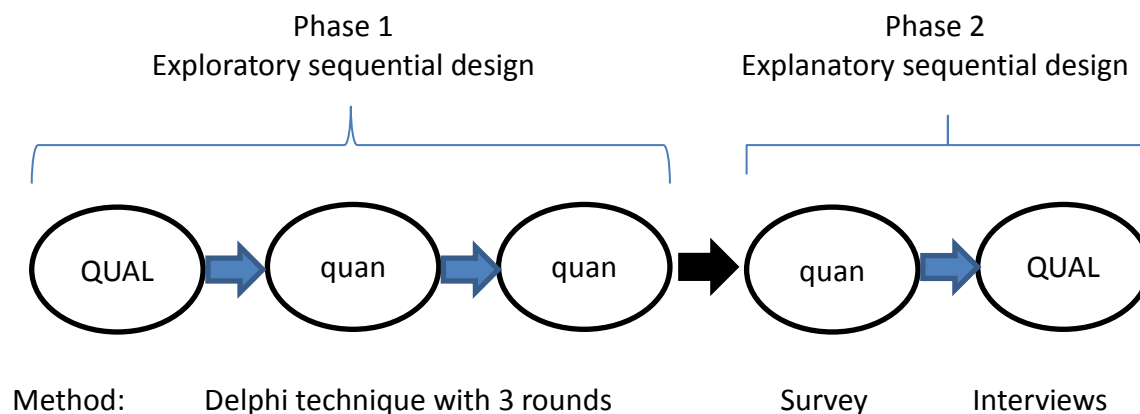 Phase 1
Exploratory sequential design
Phase 2
Explanatory sequential design
QUAL
quan
quan
quan
QUAL
Method:
Delphi technique with 3 rounds
Survey
Interviews